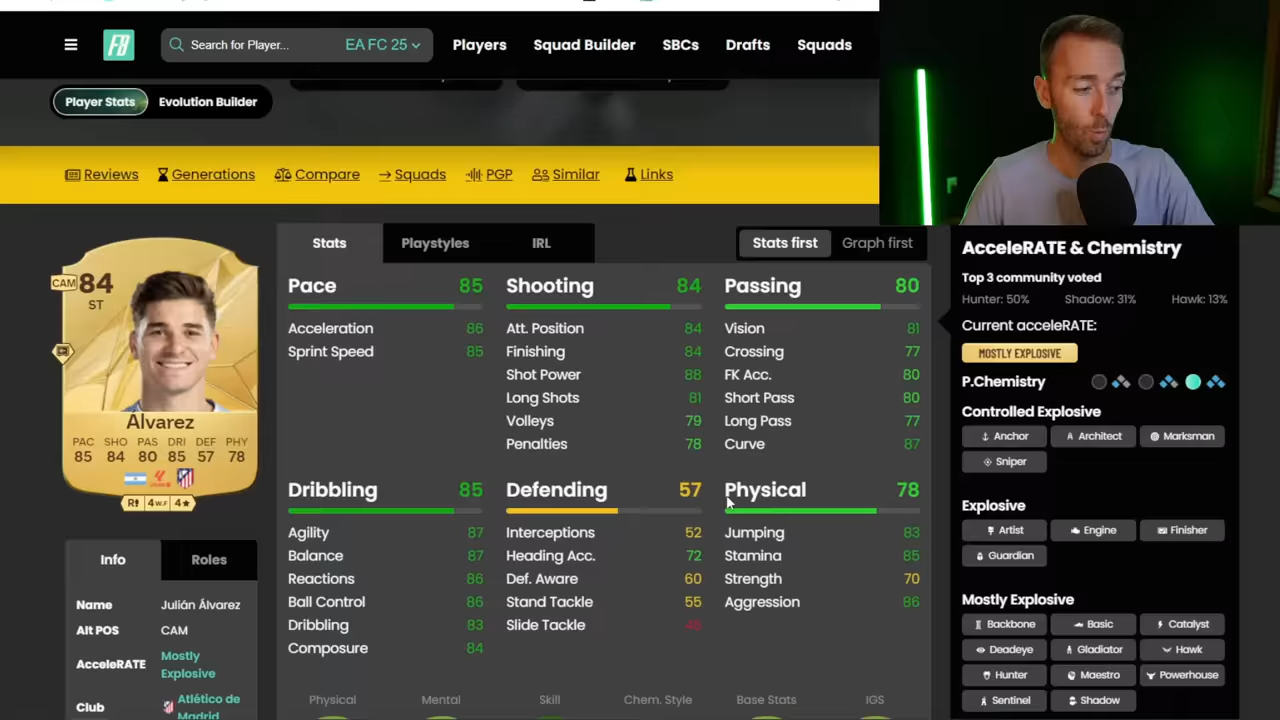 FB Search for Player... EA FC 25 Players Squad Builder SBCs Drafts Squads
Player Stats Evolution Builder
Reviews Generations Compare Squads PGP Similar Links
Stats Playstyles IRL Stats first Graph first
CAM 84
ST
Álvarez
PAC SHO PAS DRI DEF PHY
85 84 80 85 57 78
R 4 W.F 4★
Pace 85
Acceleration 86
Sprint Speed 85
Shooting 84
Att. Position 84
Finishing 84
Shot Power 88
Long Shots 81
Volleys 79
Penalties 78
Passing 80
Vision 81
Crossing 77
FK Acc. 80
Short Pass 80
Long Pass 77
Curve 87
Dribbling 85
Agility 87
Balance 87
Reactions 86
Ball Control 86
Dribbling 83
Composure 84
Defending 57
Interceptions 52
Heading Acc. 72
Def. Aware 60
Stand Tackle 55
Slide Tackle
Physical 78
Jumping 83
Stamina 85
Strength 70
Aggression 86
Physical Mental Skill Chem. Style Base Stats IGS
Info Roles
Name Julián Álvarez
Alt POS CAM
AcceleRATE Mostly
Explosive
Club Atlético de
Madrid
AcceleRATE & Chemistry
Top 3 community voted
Hunter: 50% Shadow: 31% Hawk: 13%
Current acceleRATE:
MOSTLY EXPLOSIVE
P.Chemistry
Controlled Explosive
Anchor Architect Marksman
Sniper
Explosive
Artist Engine Finisher
Guardian
Mostly Explosive
Backbone Basic Catalyst
Deadeye Gladiator Hawk
Hunter Maestro Powerhouse
Sentinel Shadow